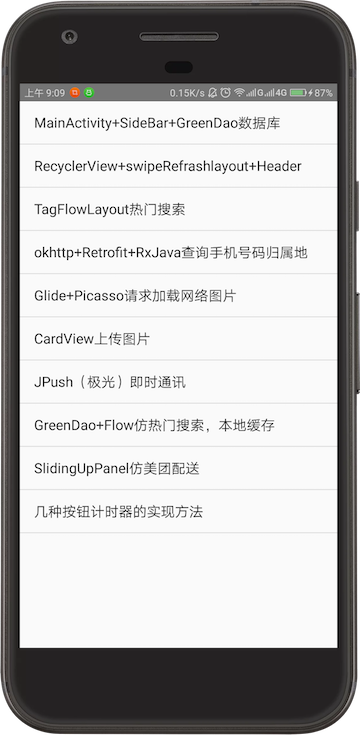 上午 9:09 0.15K/s G 4G 87%
MainActivity+SideBar+GreenDao数据库
RecyclerView+swipeRefrashlayout+Header
TagFlowLayout热门搜索
okhttp+Retrofit+RxJava查询手机号码归属地
Glide+Picasso请求加载网络图片
CardView上传图片
JPush（极光）即时通讯
GreenDao+Flow仿热门搜索，本地缓存
SlidingUpPanel仿美团配送
几种按钮计时器的实现方法